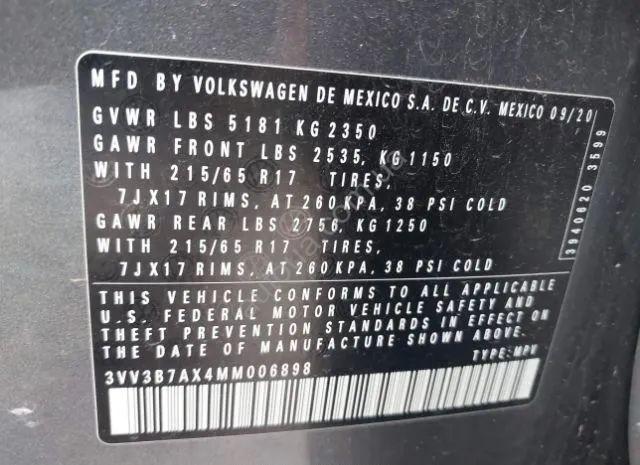 MFD BY VOLKSWAGEN DE MEXICO S.A. DE C.V. MEXICO 09/20
GVWR LBS 5181 KG 2350
GAWR FRONT LBS 2535, KG 1150
WITH 215/65 R17 TIRES,
7JX17 RIMS, AT 260 KPA, 38 PSI COLD
GAWR REAR LBS 2756, KG 1250
WITH 215/65 R17 TIRES,
7JX17 RIMS, AT 260 KPA, 38 PSI COLD
THIS VEHICLE CONFORMS TO ALL APPLICABLE
U.S. FEDERAL MOTOR VEHICLE SAFETY AND
THEFT PREVENTION STANDARDS IN EFFECT ON
THE DATE OF MANUFACTURE SHOWN ABOVE.
3VV3B7AX4MM006898 TYPE: MPV
3940620 3599